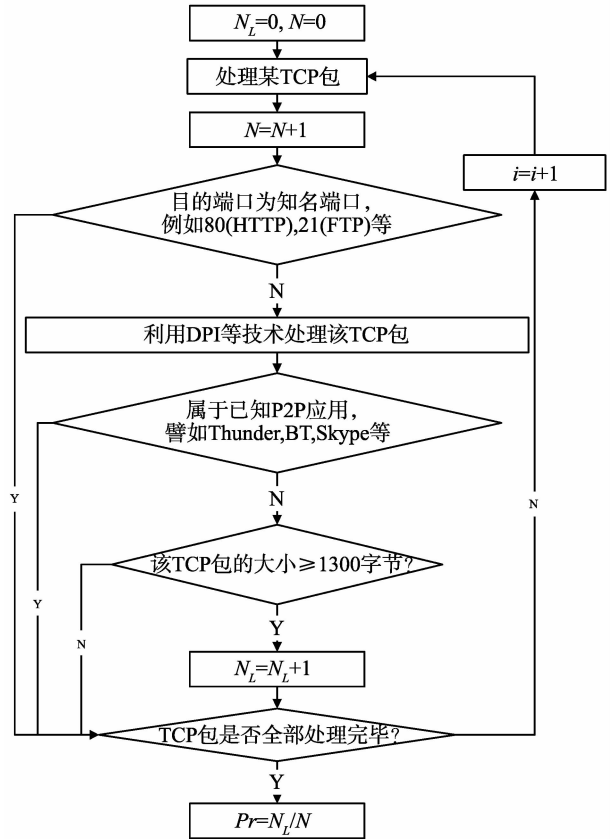 N_L=0, N=0
处理某TCP包
N=N+1
i=i+1
目的端口为知名端口，
例如80(HTTP),21(FTP)等
N
利用DPI等技术处理该TCP包
属于已知P2P应用，
譬如Thunder,BT,Skype等
Y
N
N
该TCP包的大小≥1300字节?
Y
N
Y
N_L=N_L+1
TCP包是否全部处理完毕?
Y
Pr=N_L/N